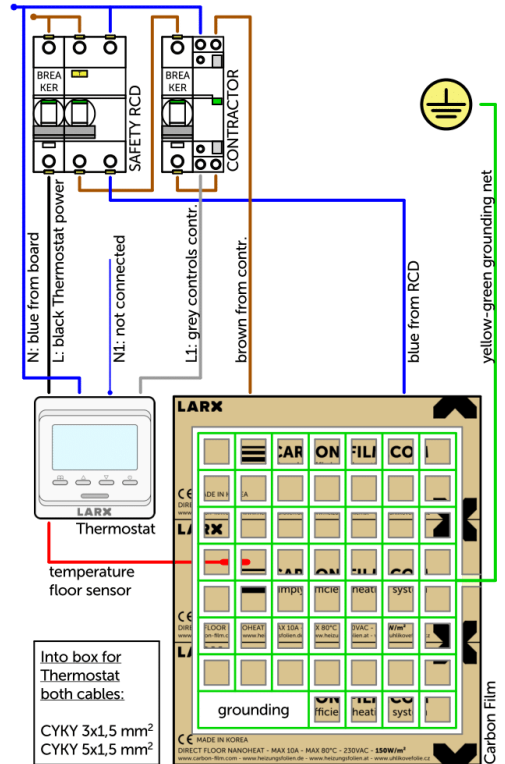 BREA
KER
SAFETY RCD
BREA
KER
CONTRACTOR
N: blue from board
L: black Thermostat power
N1: not connected
L1: grey controls contr.
brown from contr.
blue from RCD
yellow-green grounding net
LARX
CAR ON FILI CO
LARX
Thermostat
temperature
floor sensor
Into box for
Thermostat
both cables:
CYKY 3x1,5 mm²
CYKY 5x1,5 mm²
grounding
Carbon Film
CE MADE IN KOREA
DIRECT FLOOR NANOHEAT - MAX 10A - MAX 80°C - 230VAC - 150W/m²
www.carbon-film.com - www.heizungsfolien.de - www.heizungsfolien.at - www.uhlikovefolie.cz